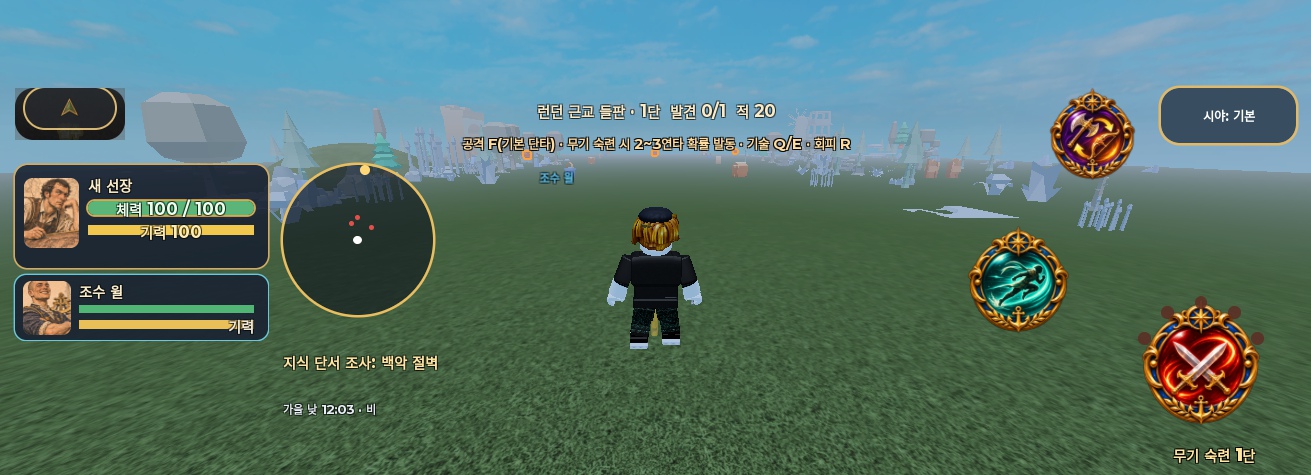 런던 근교 들판 · 1단 발견 0/1 적 20
시야: 기본
공격 F(기본 단타) · 무기 숙련 시 2~3연타 확률 발동 · 기술 Q/E · 회피 R
조수 윌
새 선장
체력 100 / 100
기력 100
조수 윌
기력
지식 단서 조사: 백악 절벽
가을 낮 12:03 · 비
무기 숙련 1단